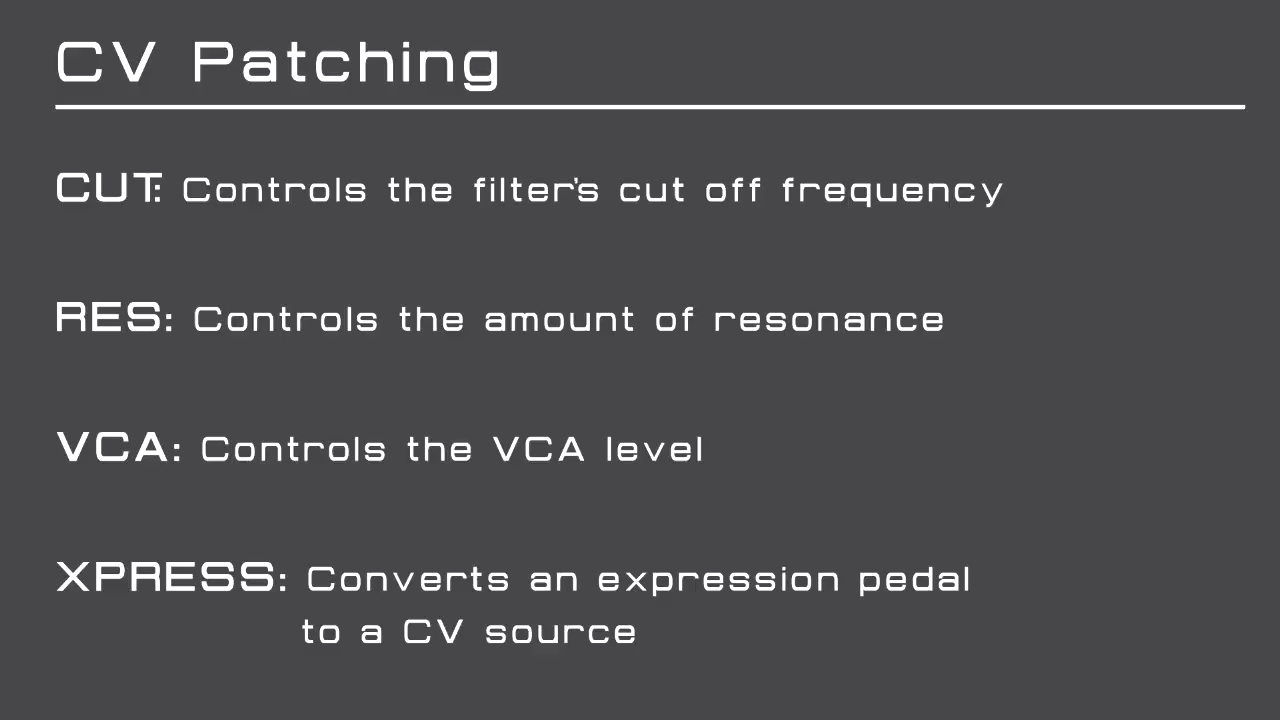 CV Patching
CUT: Controls the filter's cut off frequency
RES: Controls the amount of resonance
VCA: Controls the VCA level
XPRESS: Converts an expression pedal
to a CV source